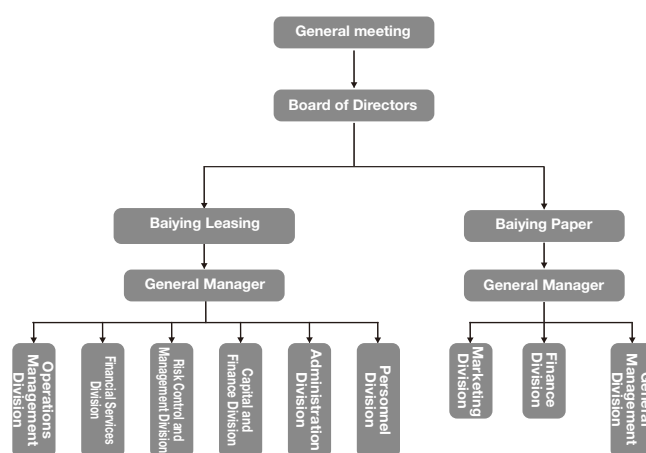 General meeting
Board of Directors
Baiying Leasing
Baiying Paper
General Manager
General Manager
Operations
Management
Division
Financial Services
Division
Risk Control and
Management Division
Capital and
Finance Division
Administration
Division
Personnel
Division
Marketing
Division
Finance
Division
General
Management
Division